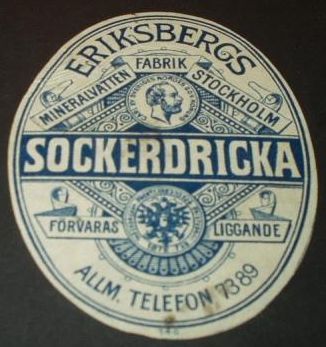 ERIKSBERGS
MINERALVATTEN FABRIK STOCKHOLM
SOCKERDRICKA
FÖRVARAS LIGGANDE
ALLM. TELEFON 7389